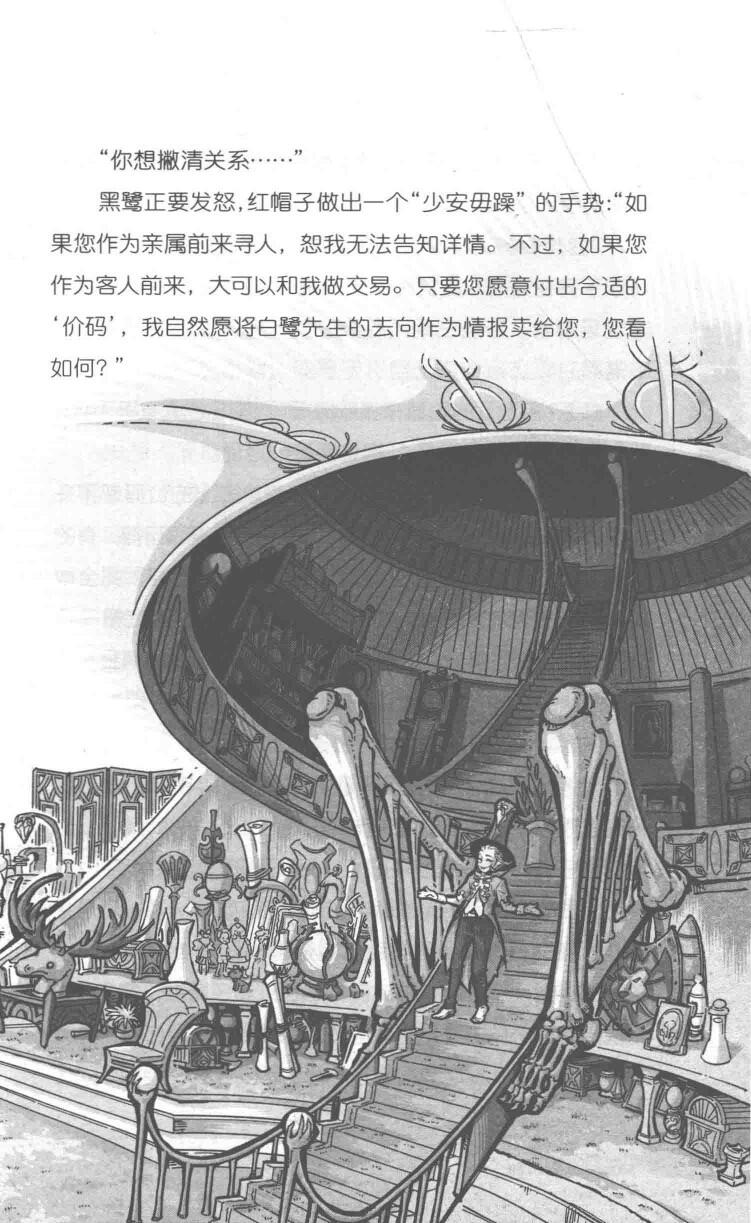 “你想撇清关系……”
黑鹭正要发怒,红帽子做出一个“少安毋躁”的手势:“如
果您作为亲属前来寻人，恕我无法告知详情。不过，如果您
作为客人前来，大可以和我做交易。只要您愿意付出合适的
‘价码’，我自然愿将白鹭先生的去向作为情报卖给您，您看
如何？”